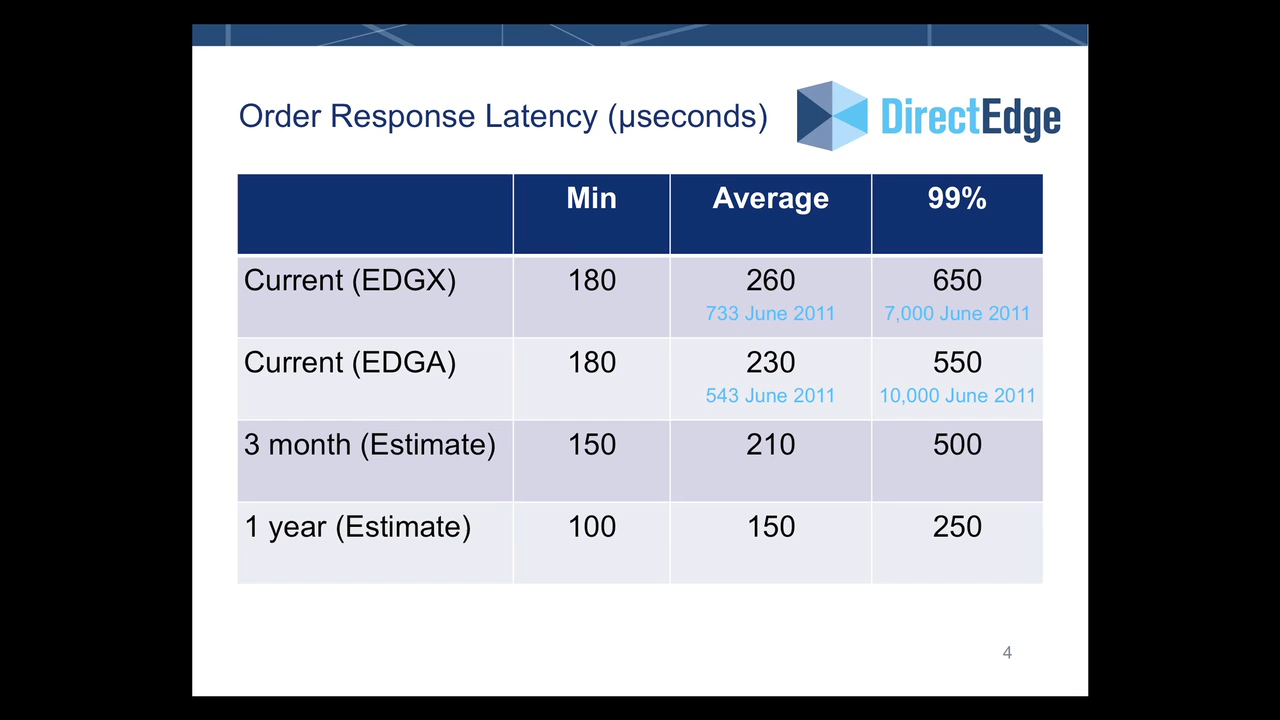 Order Response Latency (µseconds)
DirectEdge
Min Average 99%
Current (EDGX) 180 260 650
733 June 2011 7,000 June 2011
Current (EDGA) 180 230 550
543 June 2011 10,000 June 2011
3 month (Estimate) 150 210 500
1 year (Estimate) 100 150 250
4